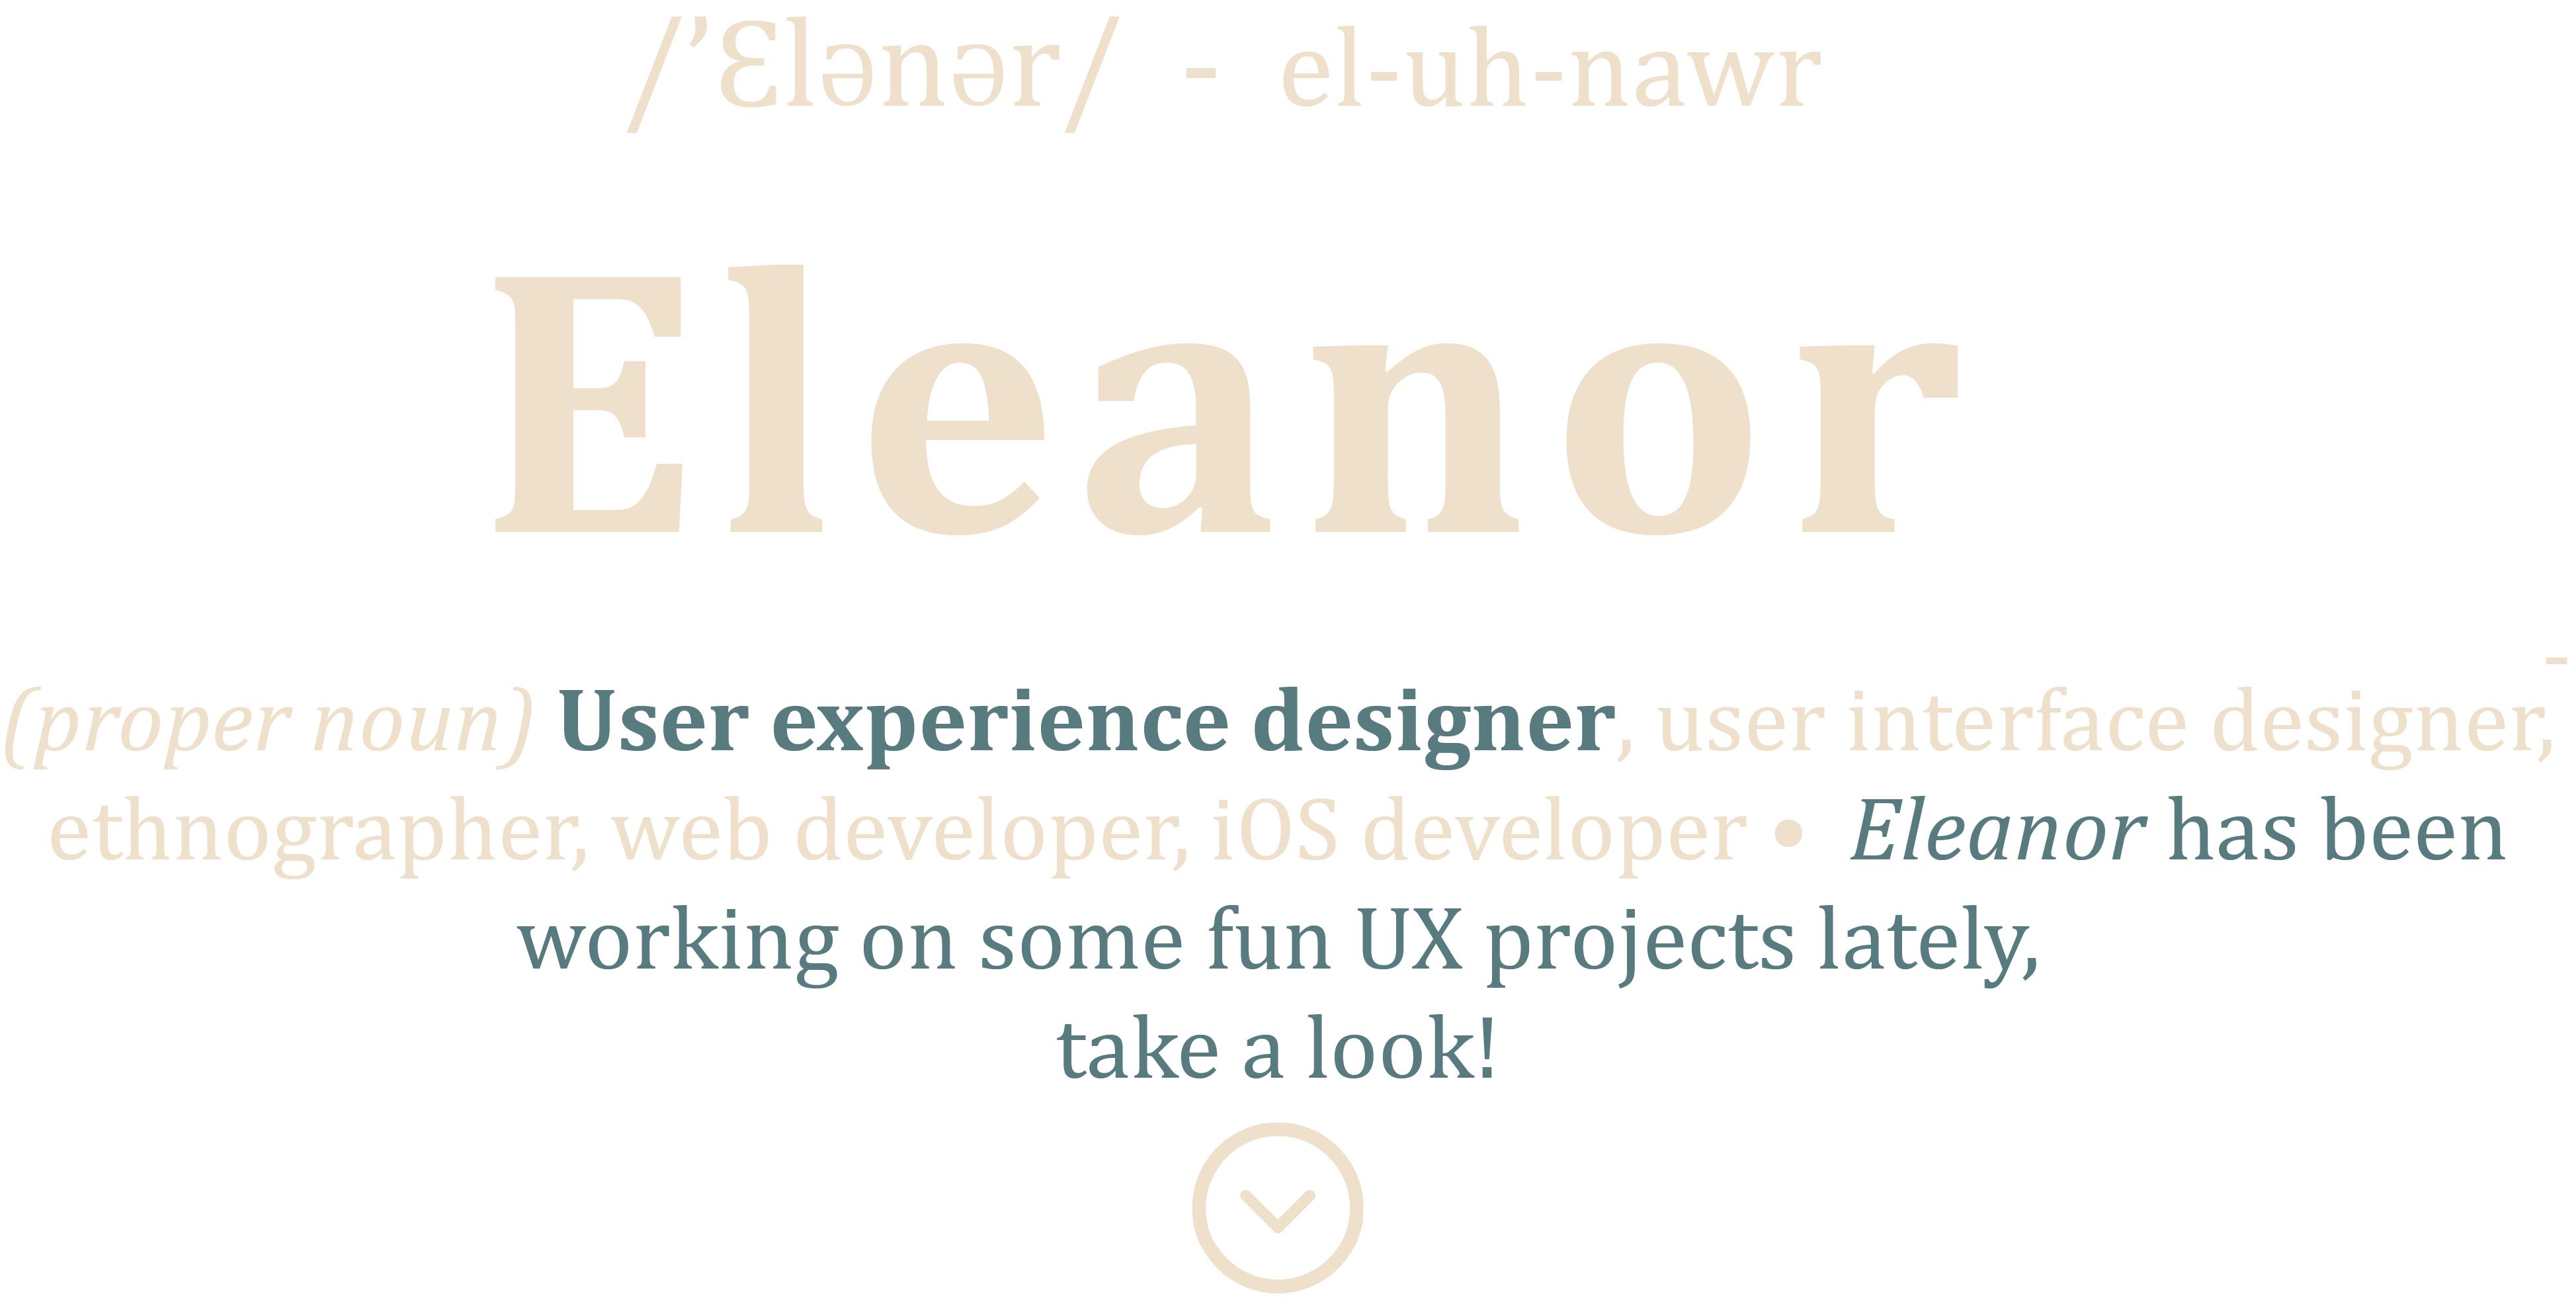 /’Ɛlənər/ - el-uh-nawr
Eleanor
-
(proper noun) User experience designer, user interface designer,
ethnographer, web developer, iOS developer • Eleanor has been
working on some fun UX projects lately,
take a look!